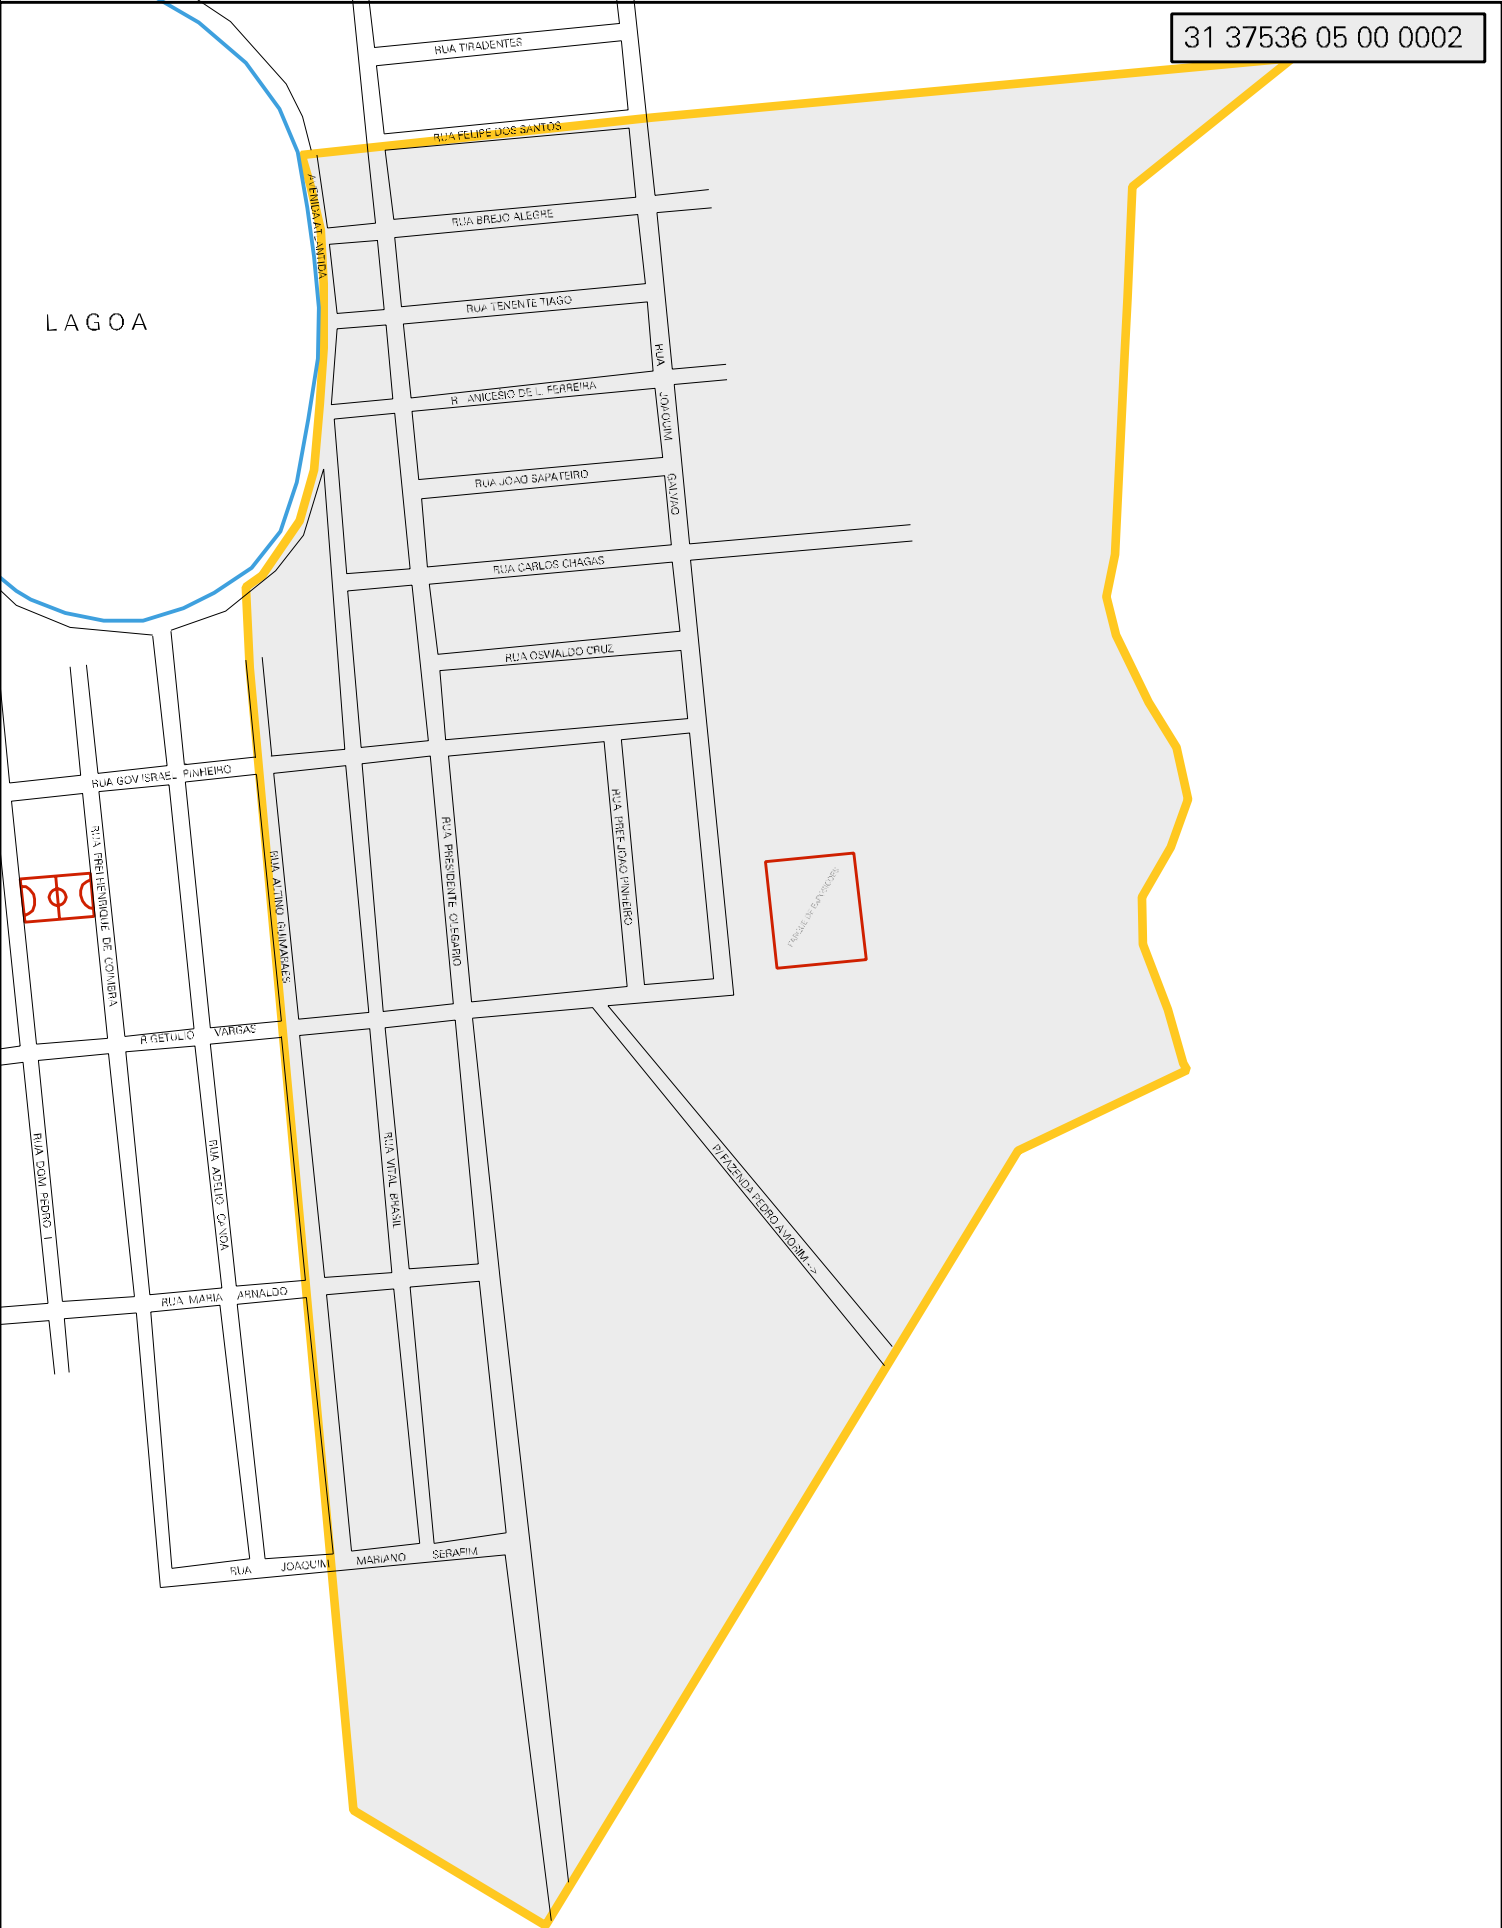 31 37536 05 00 0002
RUA TIRADENTES
RUA FELIPE DOS SANTOS
AVENIDA ATLANTIDA
RUA BREJO ALEGRE
LAGOA
RUA TENENTE TIAGO
RUA JOAQUIM GALVAO
R ANICESIO DE L. FERREIRA
RUA JOAO SAPATEIRO
RUA CARLOS CHAGAS
RUA OSWALDO CRUZ
RUA GOV ISRAEL PINHEIRO
RUA FREI HENRIQUE DE COIMBRA
RUA ALTINO GUIMARAES
RUA PRESIDENTE OLEGARIO
RUA PREF JOAO PINHEIRO
PARQUE DE
R GETULIO VARGAS
RUA DOM PEDRO I
RUA ADELIO CANDA
RUA VITAL BRASIL
P/ FAZENDA PEDRO AMORIM -->
RUA MARIA ARNALDO
RUA JOAQUIM MARIANO SERAFIM